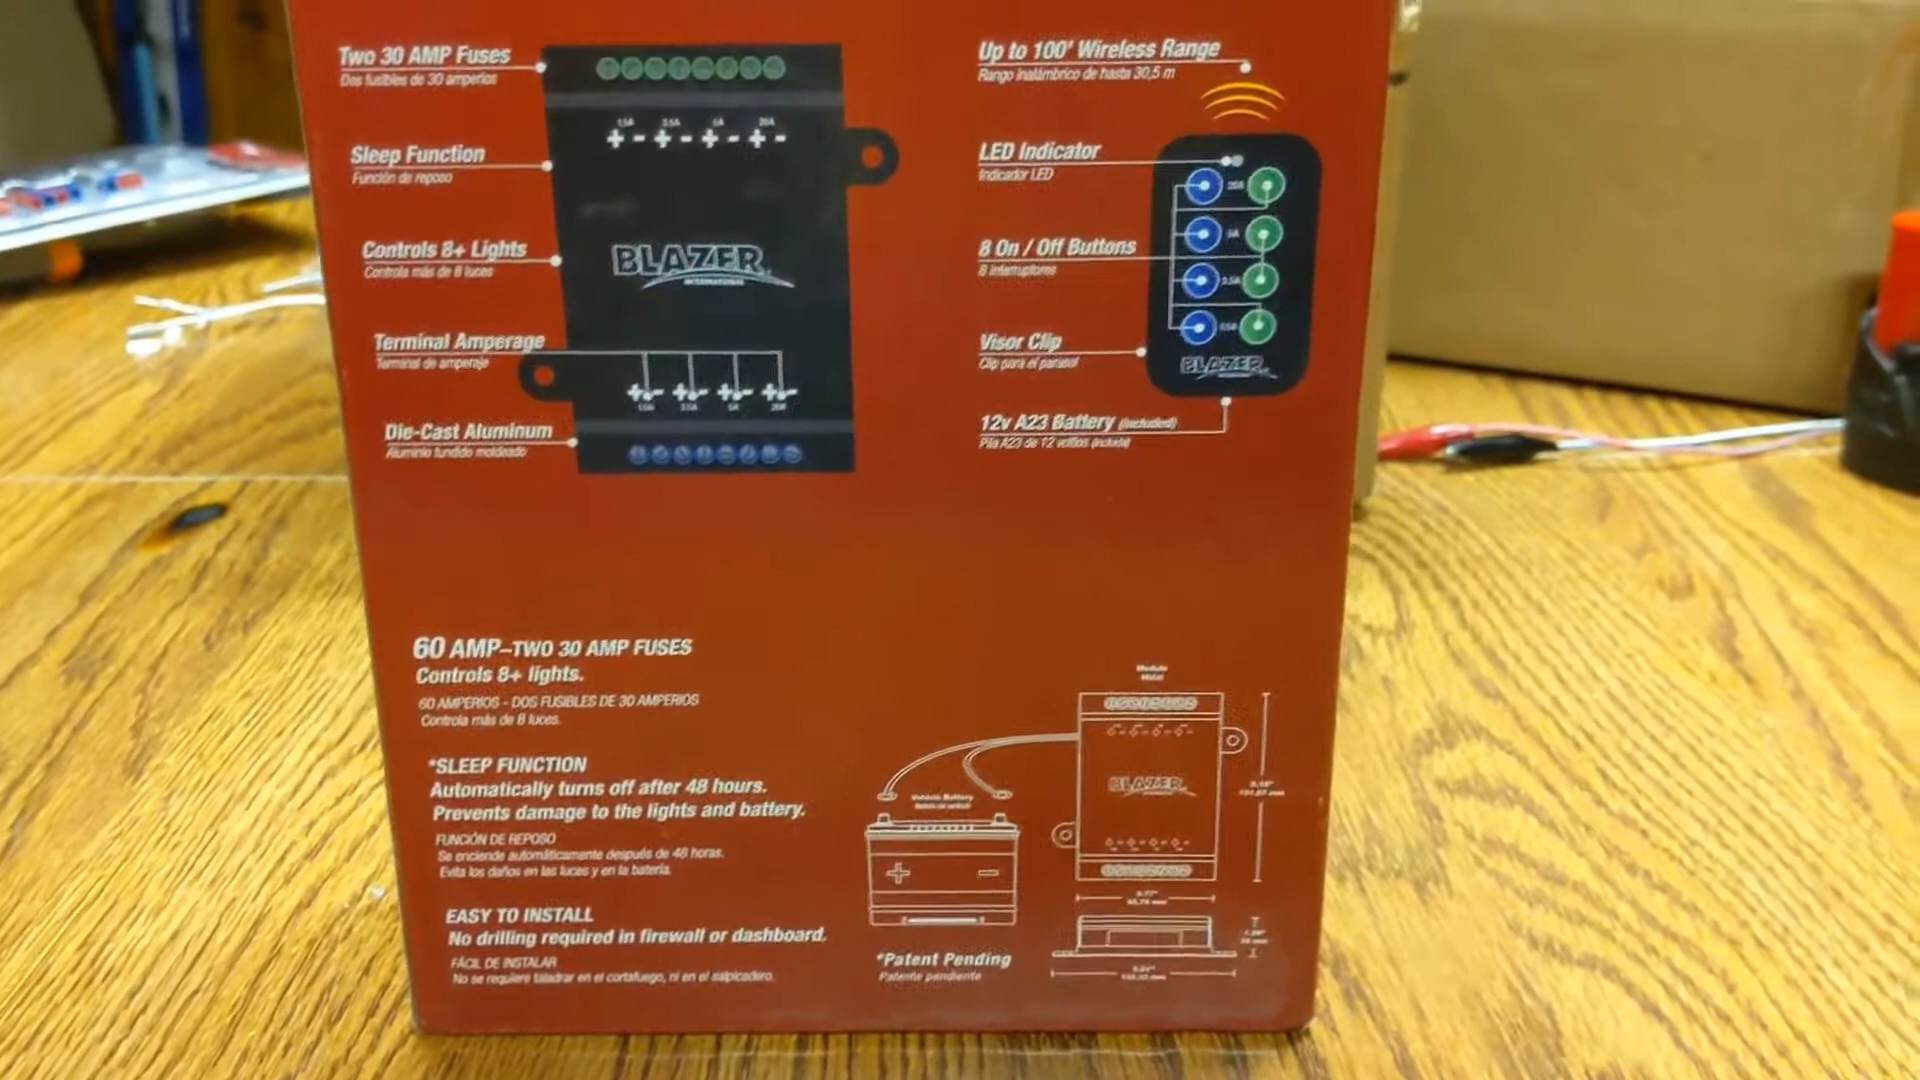 Two 30 AMP Fuses
Dos fusibles de 30 amperios
Sleep Function
Función de reposo
Controls 8+ Lights
Controla más de 8 luces
Terminal Amperage
Terminal de amperaje
Die-Cast Aluminum
Aluminio fundido moldeado
+ - + - + - + -
BLAZER
INTERNATIONAL
Up to 100' Wireless Range
Rango inalámbrico de hasta 30,5 m
LED Indicator
Indicador LED
8 On / Off Buttons
8 interruptores
Visor Clip
Clip para el parasol
12v A23 Battery (included)
Pila A23 de 12 voltios (incluida)
BLAZER
60 AMP–TWO 30 AMP FUSES
Controls 8+ lights.
60 AMPERIOS - DOS FUSIBLES DE 30 AMPERIOS
Controla más de 8 luces.
*SLEEP FUNCTION
Automatically turns off after 48 hours.
Prevents damage to the lights and battery.
FUNCIÓN DE REPOSO
Se enciende automáticamente después de 48 horas.
Evita los daños en las luces y en la batería.
EASY TO INSTALL
No drilling required in firewall or dashboard.
FÁCIL DE INSTALAR
No se requiere taladrar en el cortafuego, ni en el salpicadero.
Module
Vehicle Battery
BLAZER
+ -
*Patent Pending
Patente pendiente